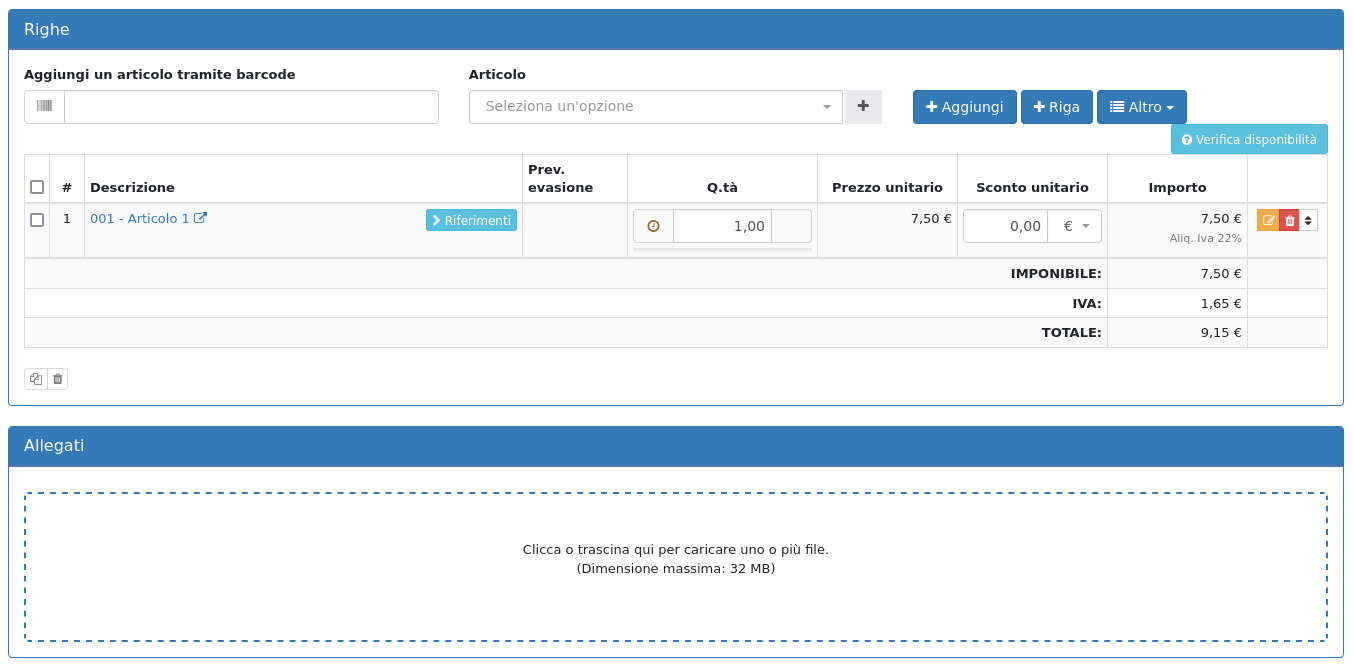 Righe
Aggiungi un articolo tramite barcode
Articolo
Seleziona un'opzione
Aggiungi
Riga
Altro
Verifica disponibilità
# Descrizione Prev. evasione Q.tà Prezzo unitario Sconto unitario Importo
1 001 - Articolo 1 Riferimenti 1,00 7,50 € 0,00 € 7,50 €
Aliq. Iva 22%
IMPONIBILE: 7,50 €
IVA: 1,65 €
TOTALE: 9,15 €
Allegati
Clicca o trascina qui per caricare uno o più file.
(Dimensione massima: 32 MB)